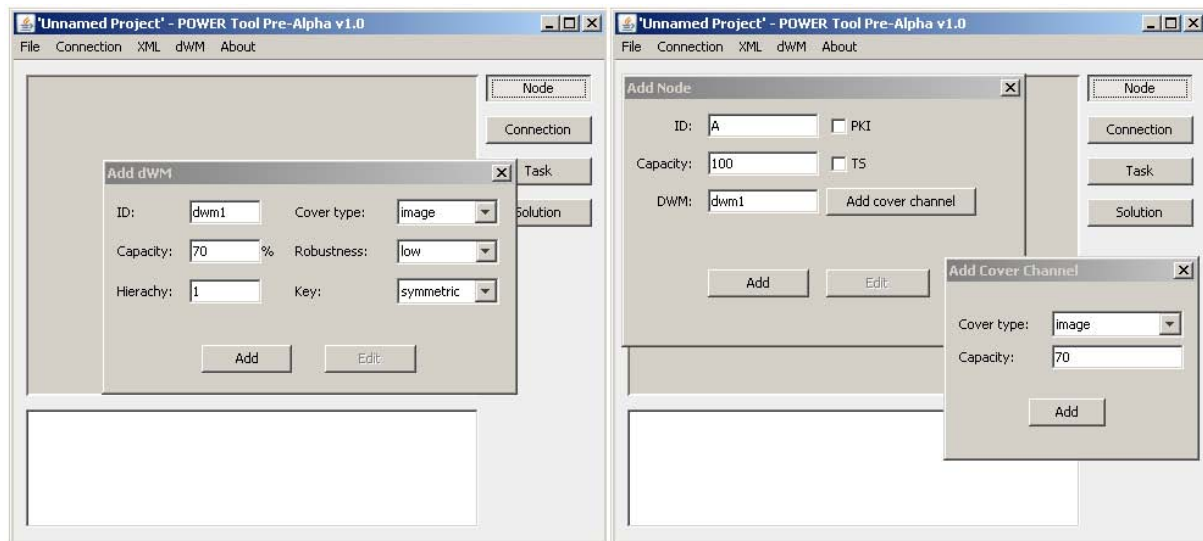 'Unnamed Project' - POWER Tool Pre-Alpha v1.0
File Connection XML dWM About
Node
Connection
Task
Solution
Add dWM
ID: dwm1 Cover type: image
Capacity: 70 % Robustness: low
Hierachy: 1 Key: symmetric
Add Edit
'Unnamed Project' - POWER Tool Pre-Alpha v1.0
File Connection XML dWM About
Node
Connection
Task
Solution
Add Node
ID: A PKI
Capacity: 100 TS
DWM: dwm1 Add cover channel
Add Edit
Add Cover Channel
Cover type: image
Capacity: 70
Add